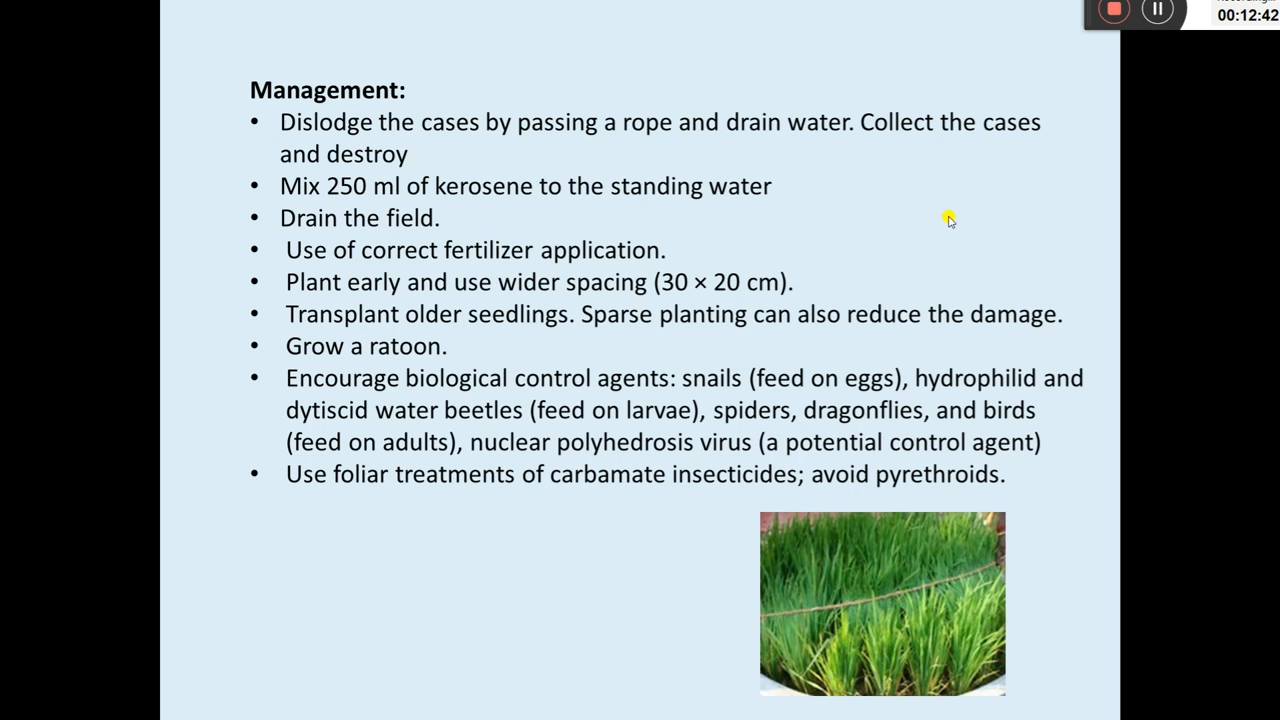 00:12:42
Management:
• Dislodge the cases by passing a rope and drain water. Collect the cases
and destroy
• Mix 250 ml of kerosene to the standing water
• Drain the field.
• Use of correct fertilizer application.
• Plant early and use wider spacing (30 × 20 cm).
• Transplant older seedlings. Sparse planting can also reduce the damage.
• Grow a ratoon.
• Encourage biological control agents: snails (feed on eggs), hydrophilid and
dytiscid water beetles (feed on larvae), spiders, dragonflies, and birds
(feed on adults), nuclear polyhedrosis virus (a potential control agent)
• Use foliar treatments of carbamate insecticides; avoid pyrethroids.